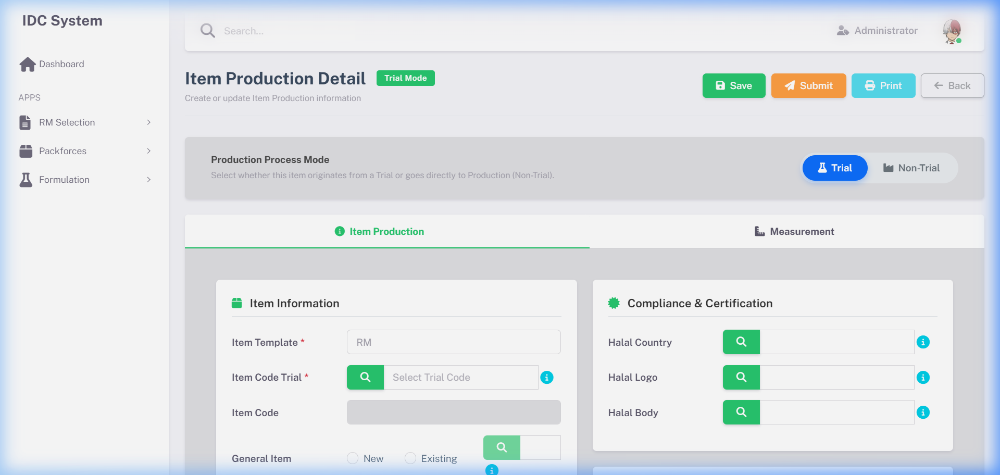 IDC System
Search...
Administrator
Dashboard
APPS
RM Selection
Packforces
Formulation
Item Production Detail
Trial Mode
Create or update Item Production information
Save
Submit
Print
Back
Production Process Mode
Select whether this item originates from a Trial or goes directly to Production (Non-Trial).
Trial
Non-Trial
Item Production
Measurement
Item Information
Item Template *
RM
Item Code Trial *
Select Trial Code
Item Code
General Item
New
Existing
Compliance & Certification
Halal Country
Halal Logo
Halal Body